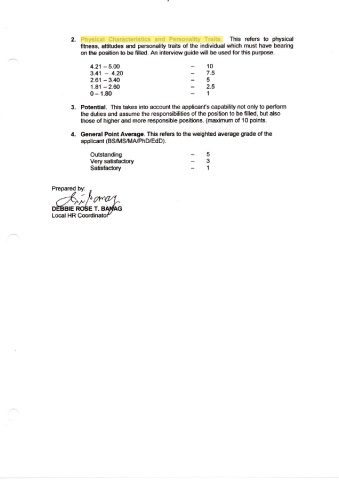 2. Physical Characteristics and Personality Traits. This refers to physical
fitness, attitudes and personality traits of the individual which must have bearing
on the position to be filled. An interview guide will be used for this purpose.
4.21 – 5.00 – 10
3.41 – 4.20 – 7.5
2.61 – 3.40 – 5
1.81 – 2.60 – 2.5
0 – 1.80 – 1
3. Potential. This takes into account the applicant's capability not only to perform
the duties and assume the responsibilities of the position to be filled, but also
those of higher and more responsible positions. (maximum of 10 points.
4. General Point Average. This refers to the weighted average grade of the
applicant (BS/MS/MA/PhD/EdD).
Outstanding – 5
Very satisfactory – 3
Satisfactory – 1
Prepared by:
DEBBIE ROSE T. BANAG
Local HR Coordinator